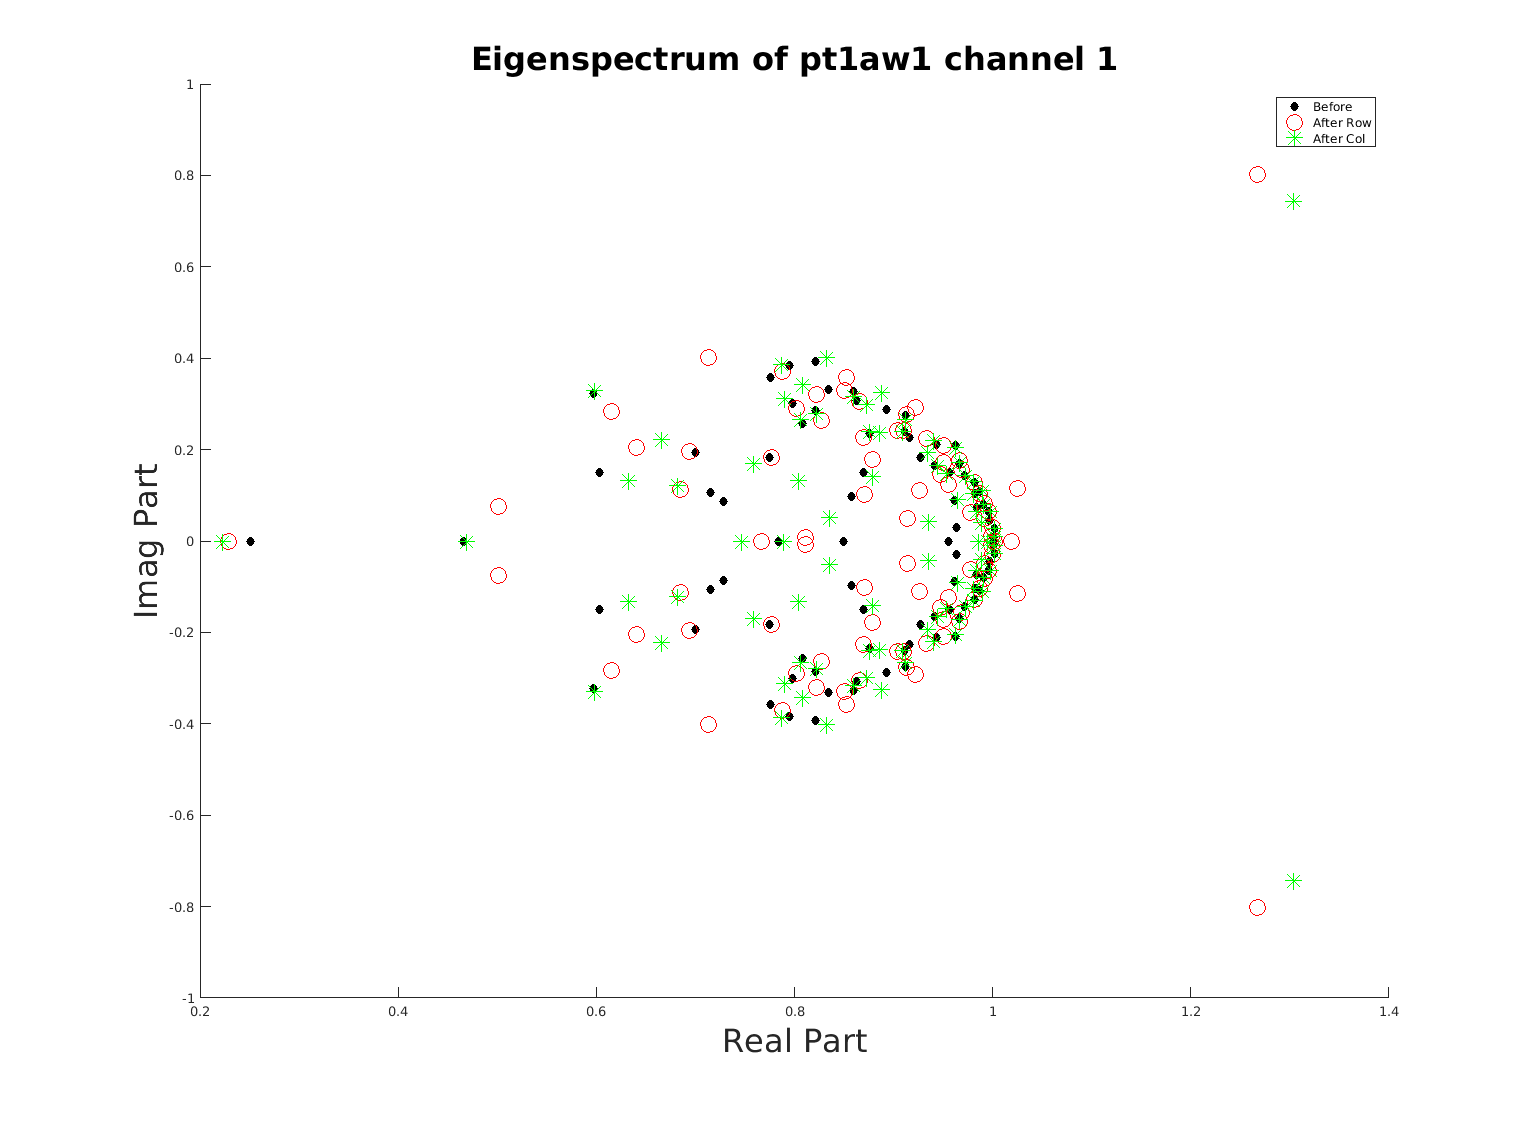 Eigenspectrum of pt1aw1 channel 1
Before
After Row
After Col
Imag Part
1
0.8
0.6
0.4
0.2
0
-0.2
-0.4
-0.6
-0.8
-1
0.2 0.4 0.6 0.8 1 1.2 1.4
Real Part